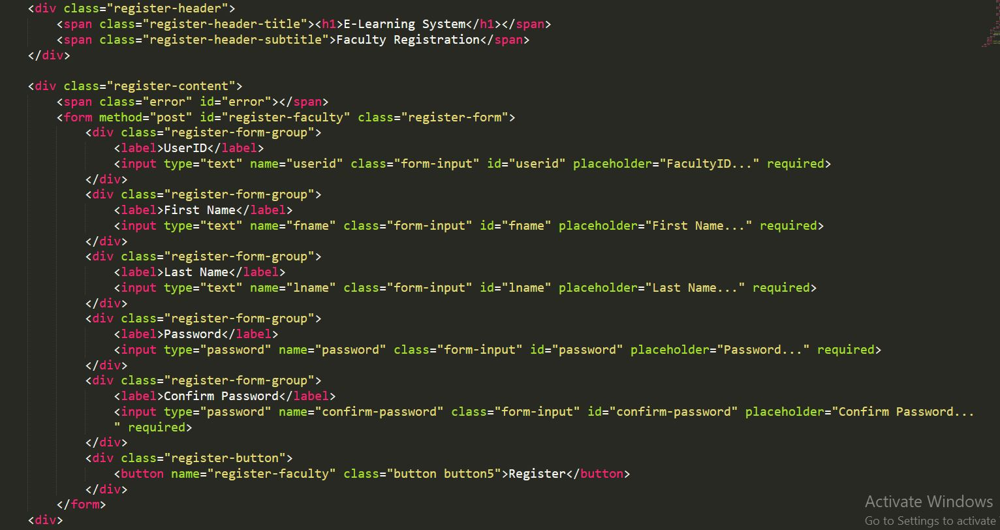 <div class="register-header">
    <span class="register-header-title"><h1>E-Learning System</h1></span>
    <span class="register-header-subtitle">Faculty Registration</span>
</div>

<div class="register-content">
    <span class="error" id="error"></span>
    <form method="post" id="register-faculty" class="register-form">
        <div class="register-form-group">
            <label>UserID</label>
            <input type="text" name="userid" class="form-input" id="userid" placeholder="FacultyID..." required>
        </div>
        <div class="register-form-group">
            <label>First Name</label>
            <input type="text" name="fname" class="form-input" id="fname" placeholder="First Name..." required>
        </div>
        <div class="register-form-group">
            <label>Last Name</label>
            <input type="text" name="lname" class="form-input" id="lname" placeholder="Last Name..." required>
        </div>
        <div class="register-form-group">
            <label>Password</label>
            <input type="password" name="password" class="form-input" id="password" placeholder="Password..." required>
        </div>
        <div class="register-form-group">
            <label>Confirm Password</label>
            <input type="password" name="confirm-password" class="form-input" id="confirm-password" placeholder="Confirm Password...
            " required>
        </div>
        <div class="register-button">
            <button name="register-faculty" class="button button5">Register</button>
        </div>
    </form>
<div>
Activate Windows
Go to Settings to activate